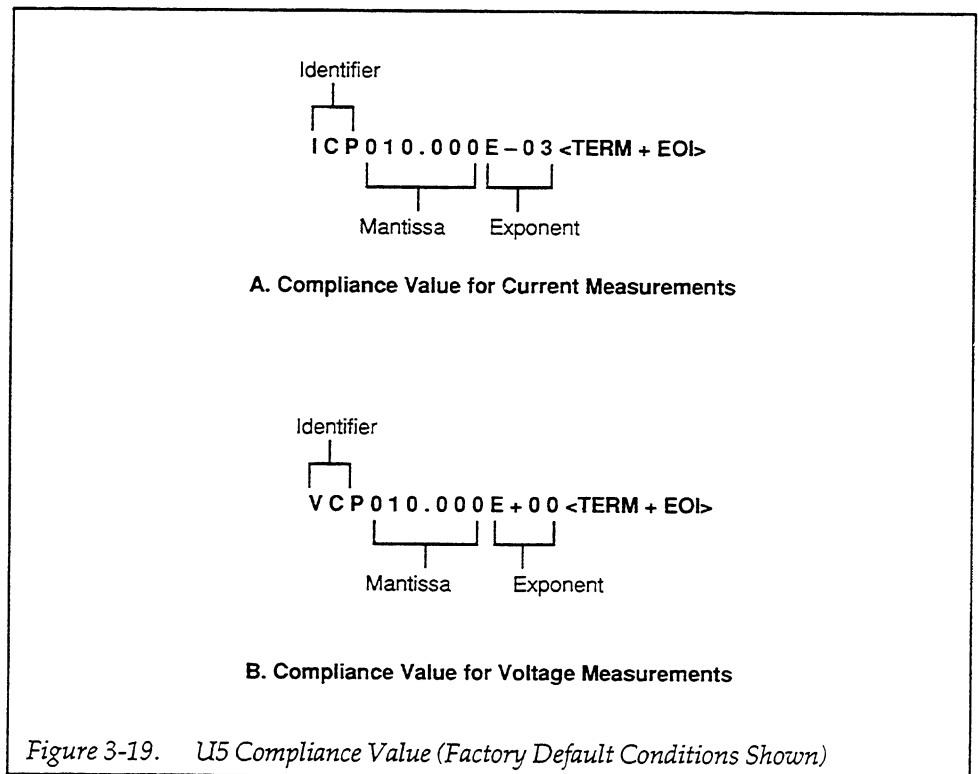 Identifier
ICP010.000E-03<TERM + EOI>
Mantissa Exponent
A. Compliance Value for Current Measurements
Identifier
VCP010.000E+00<TERM + EOI>
Mantissa Exponent
B. Compliance Value for Voltage Measurements
Figure 3-19. U5 Compliance Value (Factory Default Conditions Shown)